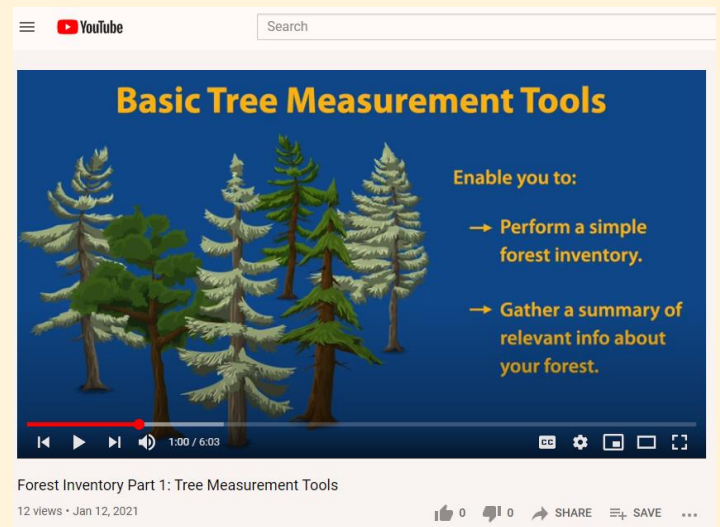 YouTube
Search
Basic Tree Measurement Tools
Enable you to:
→ Perform a simple
forest inventory.
→ Gather a summary of
relevant info about
your forest.
1:00 / 6:03
CC
Forest Inventory Part 1: Tree Measurement Tools
12 views • Jan 12, 2021
0
0
SHARE
SAVE